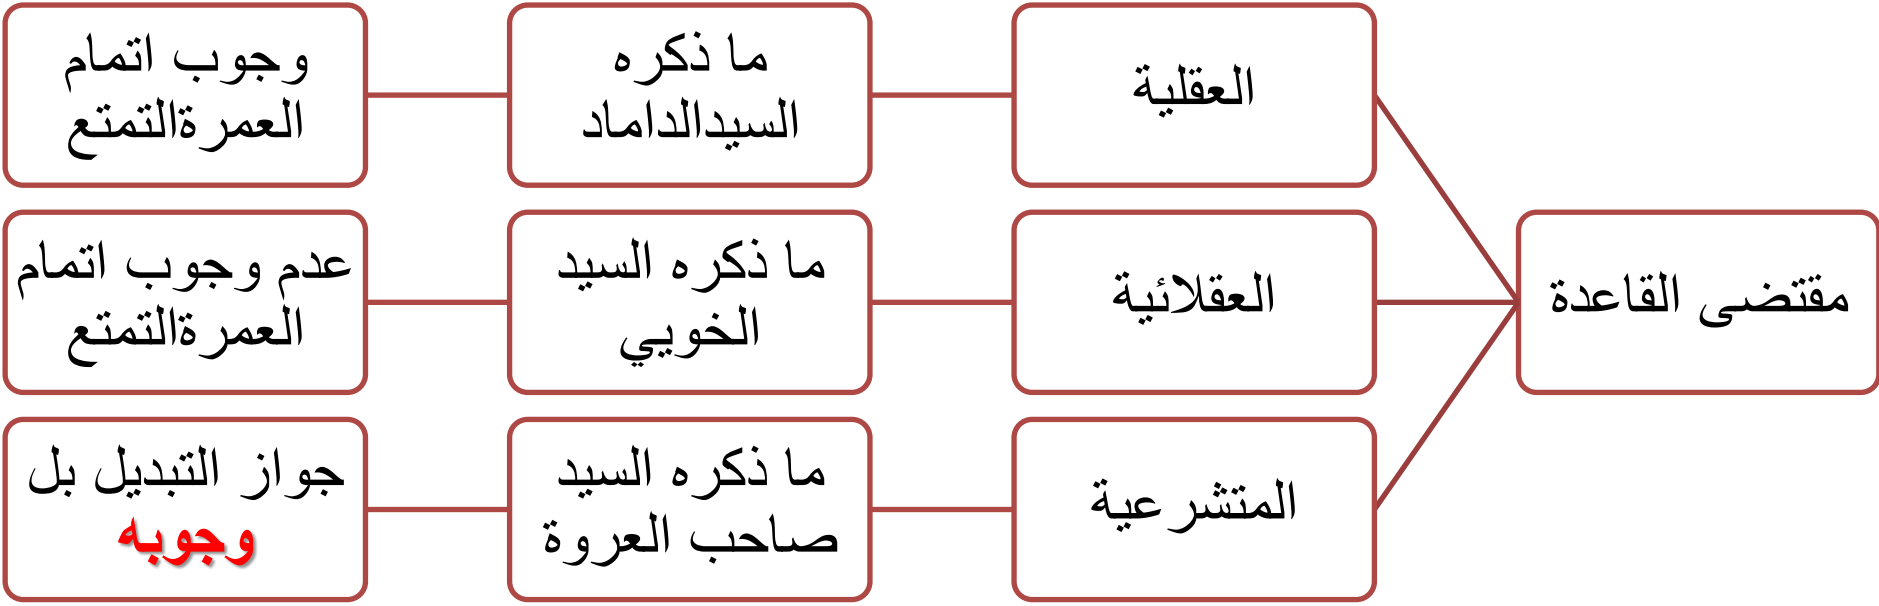 مقتضى القاعدة
العقلية
ما ذكره
السيدالداماد
وجوب اتمام
العمرةالتمتع
العقلائية
ما ذكره السيد
الخويي
عدم وجوب اتمام
العمرةالتمتع
المتشرعية
ما ذكره السيد
صاحب العروة
جواز التبديل بل
وجوبه